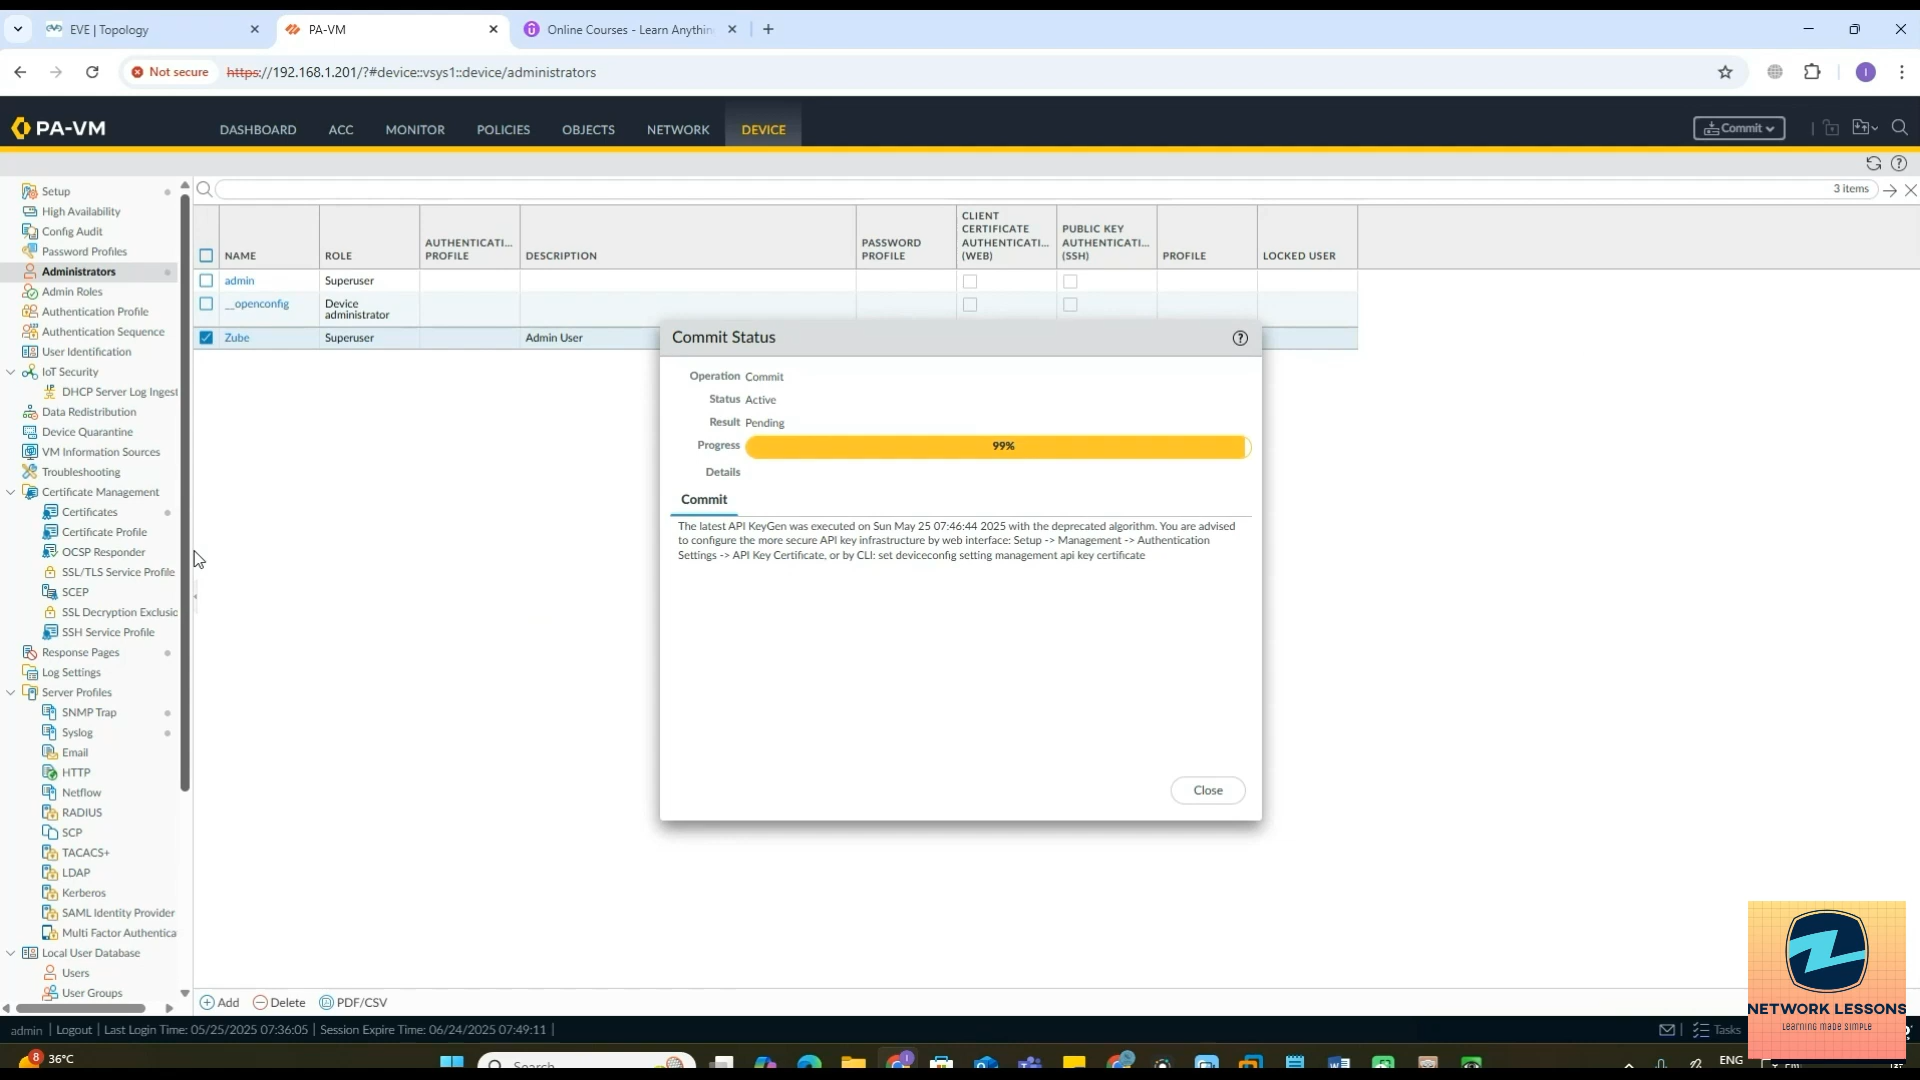 EVE | Topology
PA-VM
Online Courses - Learn Anythin
Not secure
https://192.168.1.201/?#device::vsys1::device/administrators
I
PA-VM
DASHBOARD
ACC
MONITOR
POLICIES
OBJECTS
NETWORK
DEVICE
Commit
3 items
Setup
High Availability
Config Audit
Password Profiles
Administrators
Admin Roles
Authentication Profile
Authentication Sequence
User Identification
IoT Security
DHCP Server Log Ingest
Data Redistribution
Device Quarantine
VM Information Sources
Troubleshooting
Certificate Management
Certificates
Certificate Profile
OCSP Responder
SSL/TLS Service Profile
SCEP
SSL Decryption Exclusio
SSH Service Profile
Response Pages
Log Settings
Server Profiles
SNMP Trap
Syslog
Email
HTTP
Netflow
RADIUS
SCP
TACACS+
LDAP
Kerberos
SAML Identity Provider
Multi Factor Authentica
Local User Database
Users
User Groups
NAME
ROLE
AUTHENTICATI...
PROFILE
DESCRIPTION
PASSWORD
PROFILE
CLIENT
CERTIFICATE
AUTHENTICATI...
(WEB)
PUBLIC KEY
AUTHENTICATI...
(SSH)
PROFILE
LOCKED USER
admin
Superuser
__openconfig
Device
administrator
Zube
Superuser
Admin User
Commit Status
Operation Commit
Status Active
Result Pending
Progress 99%
Details
Commit
The latest API KeyGen was executed on Sun May 25 07:46:44 2025 with the deprecated algorithm. You are advised
to configure the more secure API key infrastructure by web interface: Setup -> Management -> Authentication
Settings -> API Key Certificate, or by CLI: set deviceconfig setting management api key certificate
Close
Add
Delete
PDF/CSV
admin | Logout | Last Login Time: 05/25/2025 07:36:05 | Session Expire Time: 06/24/2025 07:49:11 |
Tasks
NETWORK LESSONS
Learning made simple
8
36°C
Search
ENG